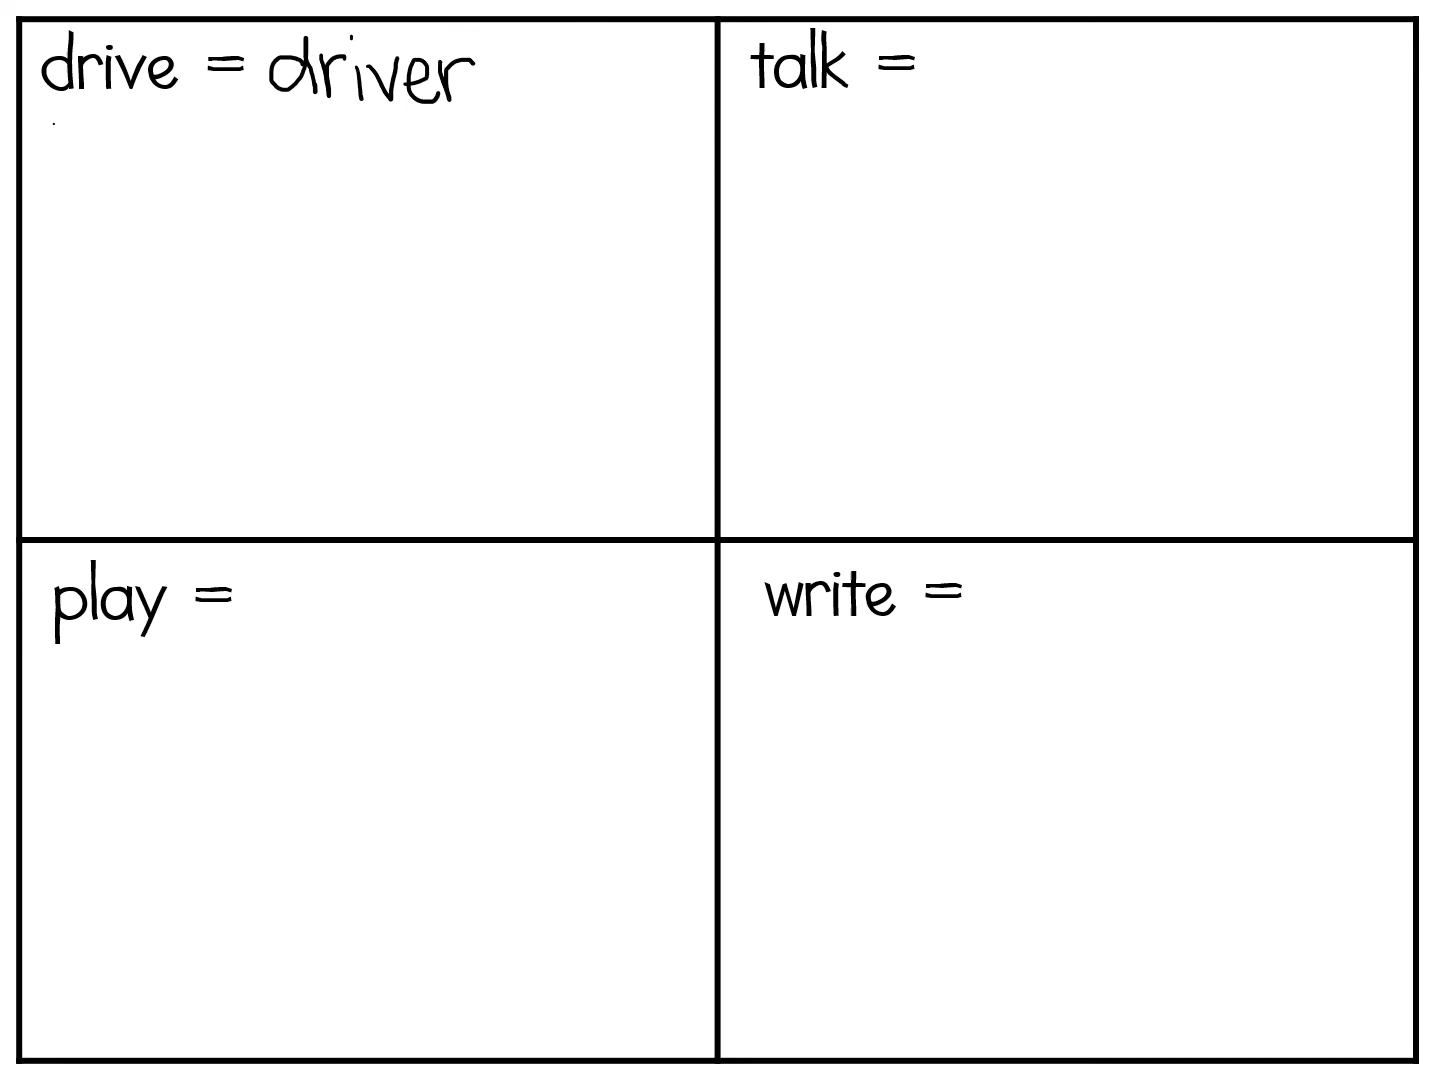 drive = driver
talk =
play =
write =